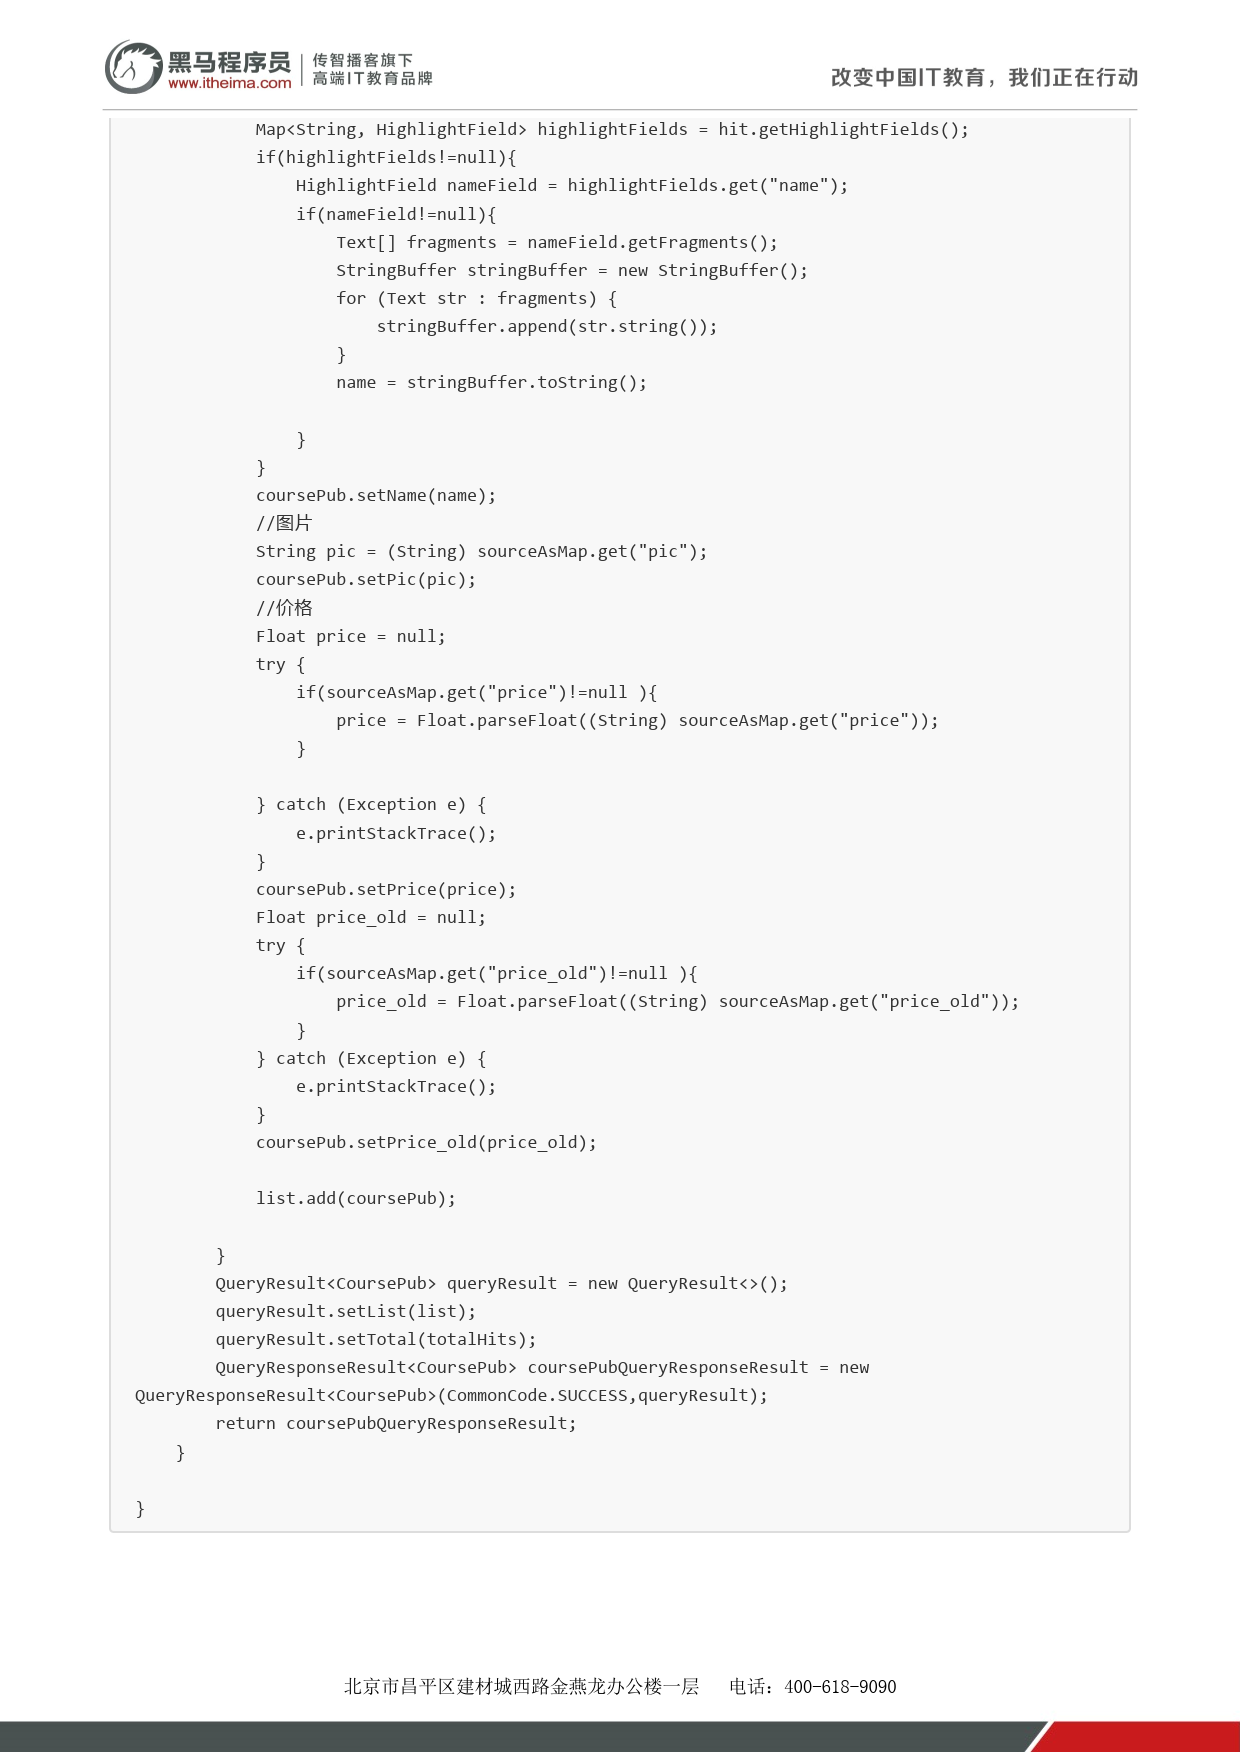 黑马程序员
www.itheima.com
传智播客旗下
高端IT教育品牌
改变中国IT教育，我们正在行动
            Map<String, HighlightField> highlightFields = hit.getHighlightFields();
            if(highlightFields!=null){
                HighlightField nameField = highlightFields.get("name");
                if(nameField!=null){
                    Text[] fragments = nameField.getFragments();
                    StringBuffer stringBuffer = new StringBuffer();
                    for (Text str : fragments) {
                        stringBuffer.append(str.string());
                    }
                    name = stringBuffer.toString();

                }
            }
            coursePub.setName(name);
            //图片
            String pic = (String) sourceAsMap.get("pic");
            coursePub.setPic(pic);
            //价格
            Float price = null;
            try {
                if(sourceAsMap.get("price")!=null ){
                    price = Float.parseFloat((String) sourceAsMap.get("price"));
                }

            } catch (Exception e) {
                e.printStackTrace();
            }
            coursePub.setPrice(price);
            Float price_old = null;
            try {
                if(sourceAsMap.get("price_old")!=null ){
                    price_old = Float.parseFloat((String) sourceAsMap.get("price_old"));
                }
            } catch (Exception e) {
                e.printStackTrace();
            }
            coursePub.setPrice_old(price_old);

            list.add(coursePub);

        }
        QueryResult<CoursePub> queryResult = new QueryResult<>();
        queryResult.setList(list);
        queryResult.setTotal(totalHits);
        QueryResponseResult<CoursePub> coursePubQueryResponseResult = new
QueryResponseResult<CoursePub>(CommonCode.SUCCESS,queryResult);
        return coursePubQueryResponseResult;
    }

}
北京市昌平区建材城西路金燕龙办公楼一层 电话：400-618-9090